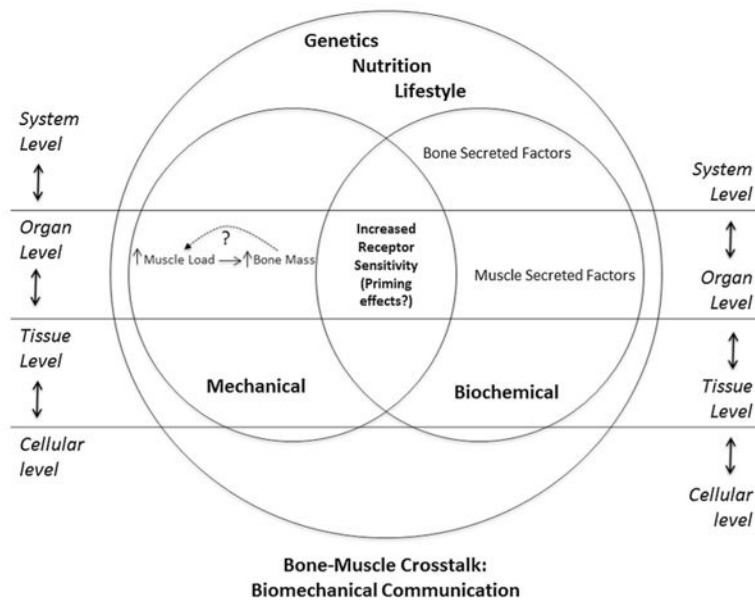 Genetics
Nutrition
Lifestyle
System
Level
Organ
Level
Tissue
Level
Cellular
level
Bone Secreted Factors
?
↑Muscle Load → ↑Bone Mass
Increased
Receptor
Sensitivity
(Priming
effects?)
Muscle Secreted Factors
Mechanical
Biochemical
System
Level
Organ
Level
Tissue
Level
Cellular
level
Bone-Muscle Crosstalk:
Biomechanical Communication